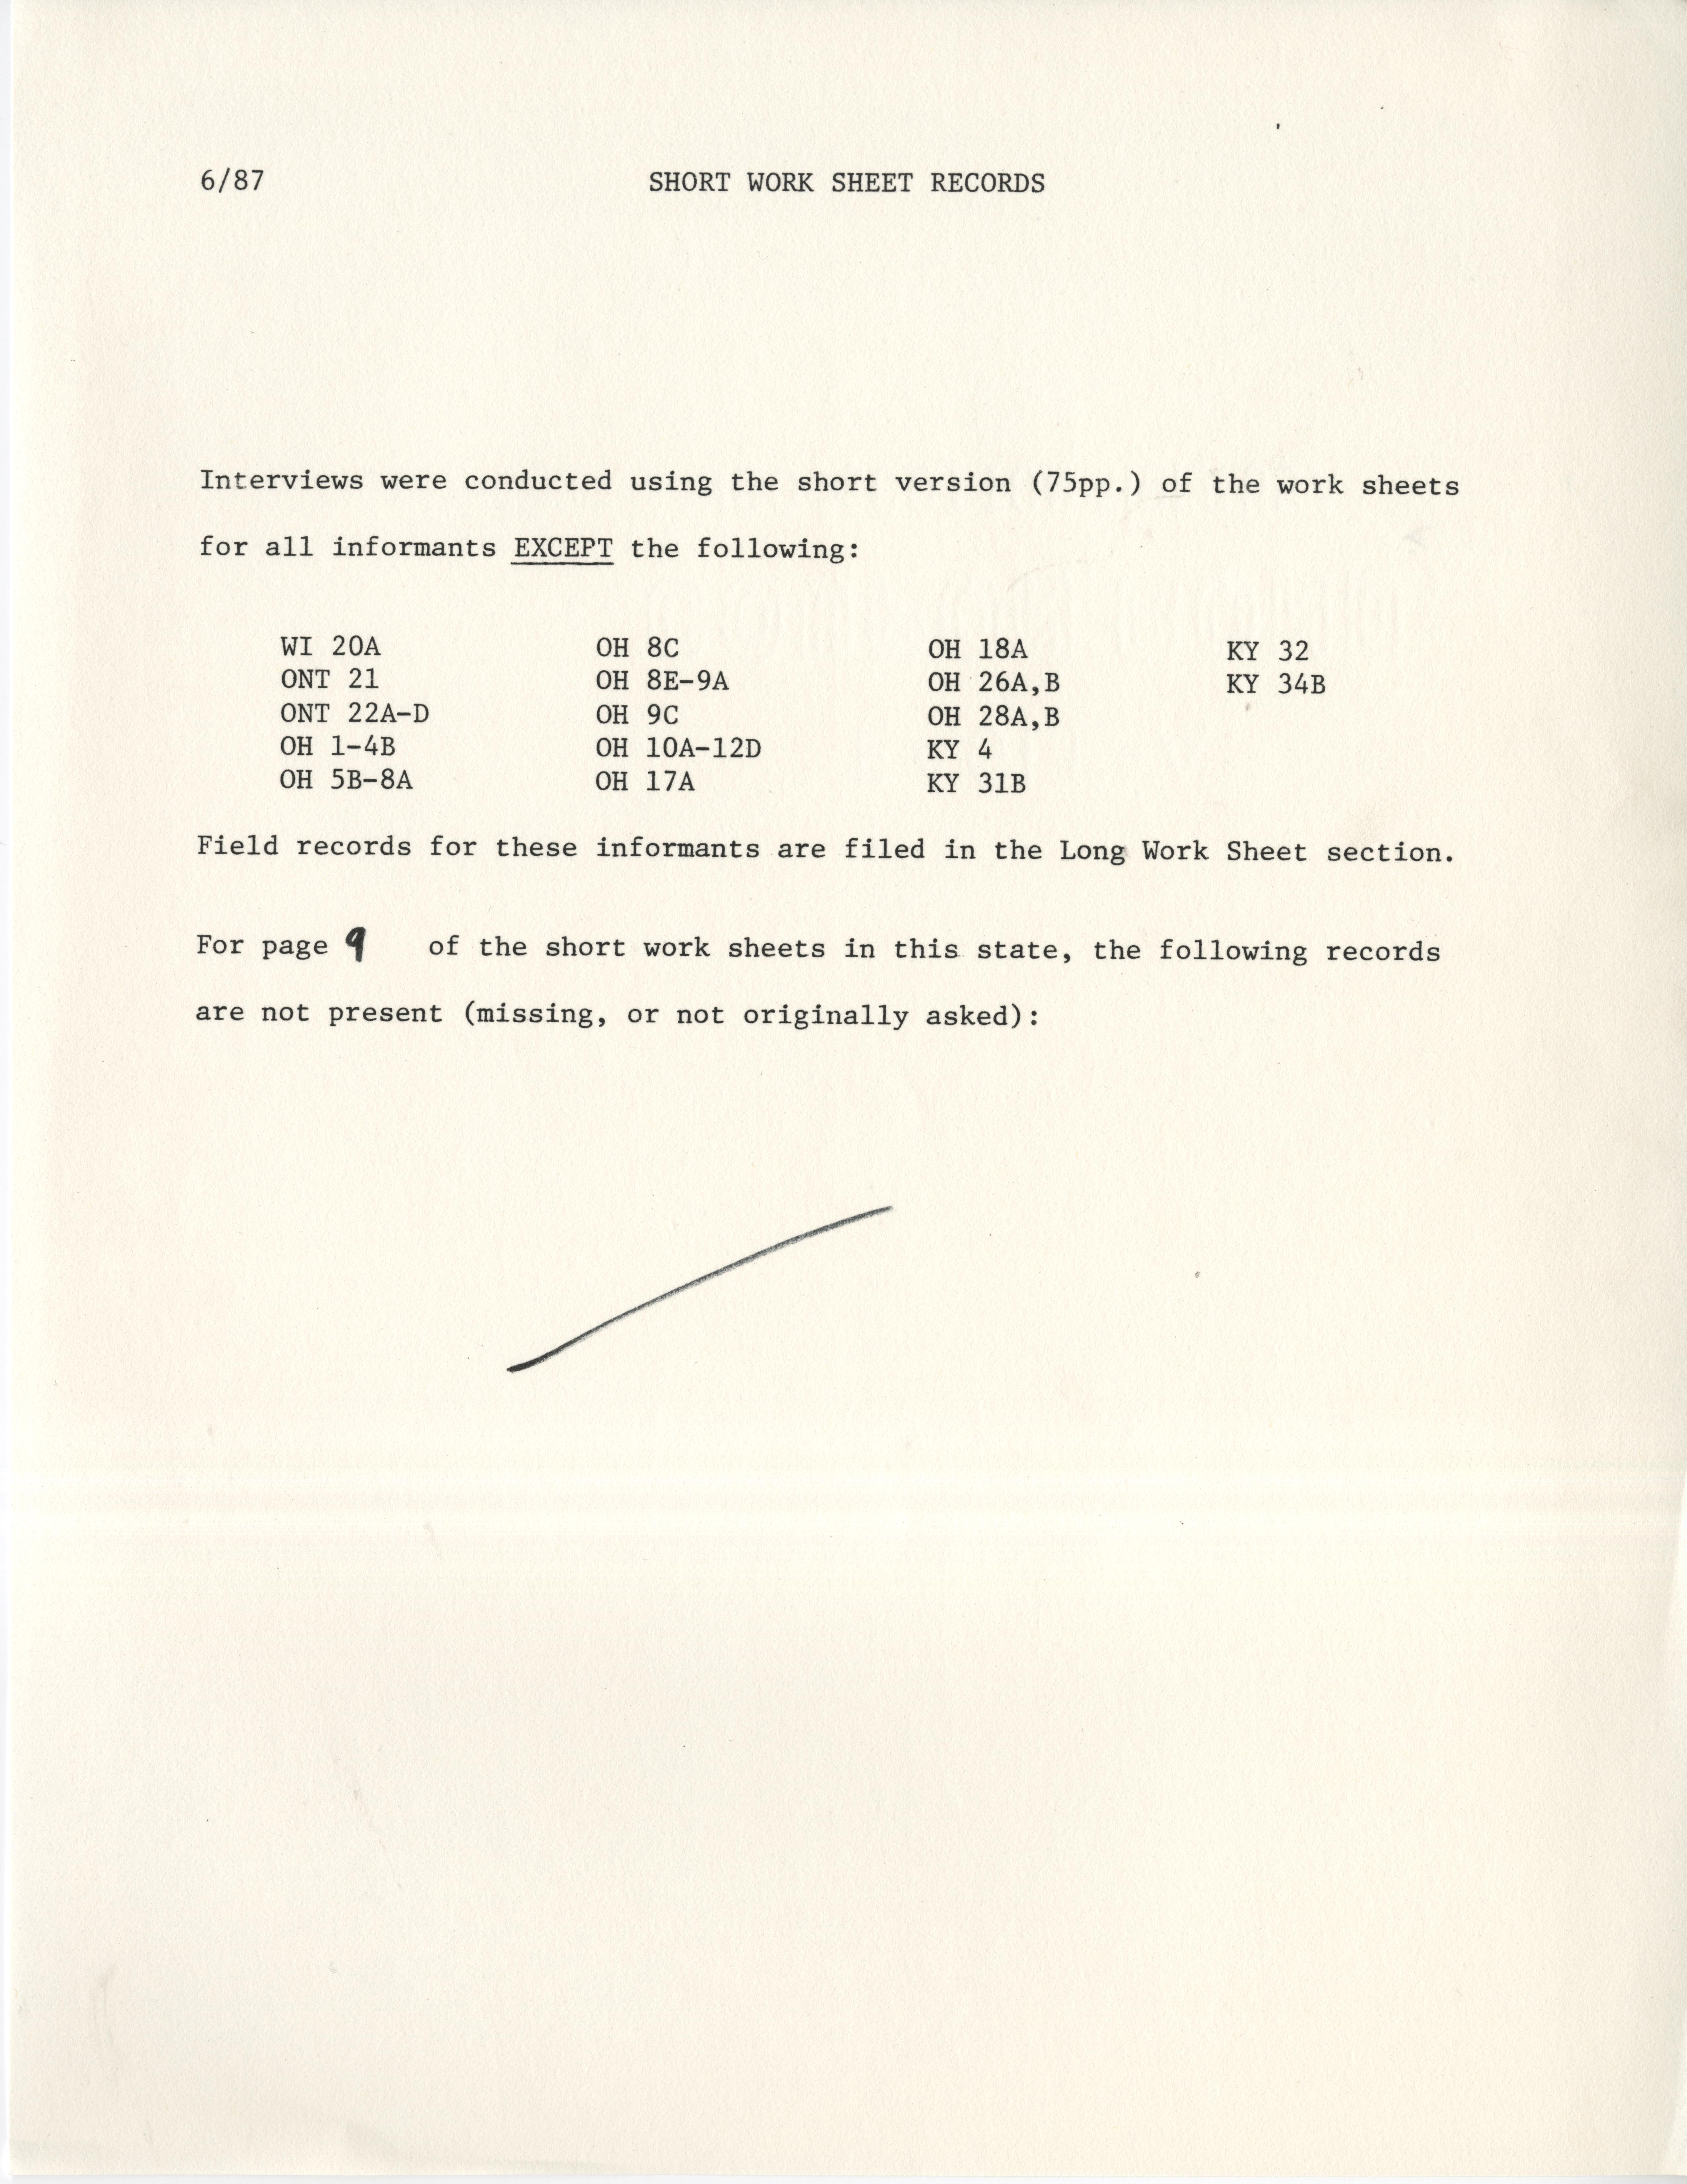 6/87 SHORT WORK SHEET RECORDS
Interviews were conducted using the short version (75pp.) of the work sheets
for all informants EXCEPT the following:
WI 20A OH 8C OH 18A KY 32
ONT 21 OH 8E-9A OH 26A,B KY 34B
ONT 22A-D OH 9C OH 28A,B
OH 1-4B OH 10A-12D KY 4
OH 5B-8A OH 17A KY 31B
Field records for these informants are filed in the Long Work Sheet section.
For page 9 of the short work sheets in this state, the following records
are not present (missing, or not originally asked):